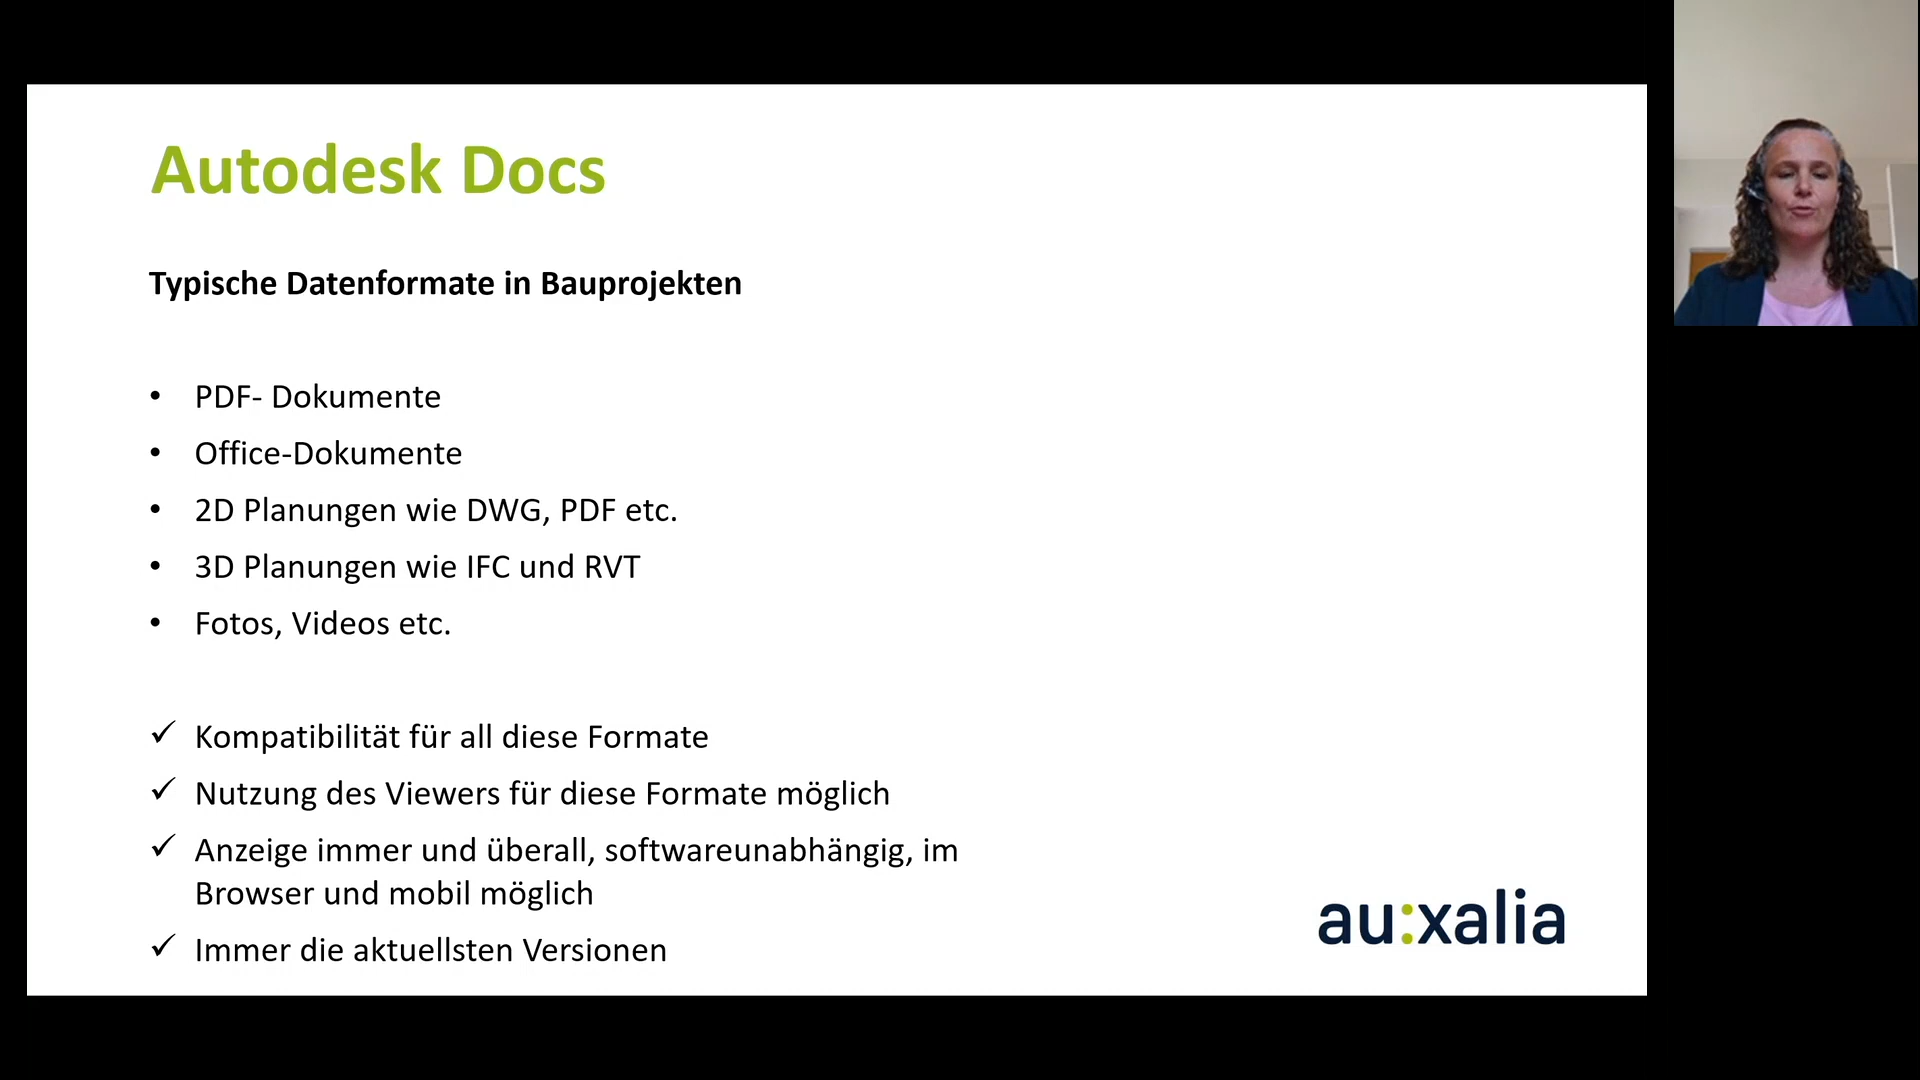 Autodesk Docs
Typische Datenformate in Bauprojekten
• PDF- Dokumente
• Office-Dokumente
• 2D Planungen wie DWG, PDF etc.
• 3D Planungen wie IFC und RVT
• Fotos, Videos etc.
✓ Kompatibilität für all diese Formate
✓ Nutzung des Viewers für diese Formate möglich
✓ Anzeige immer und überall, softwareunabhängig, im
Browser und mobil möglich
✓ Immer die aktuellsten Versionen
au:xalia